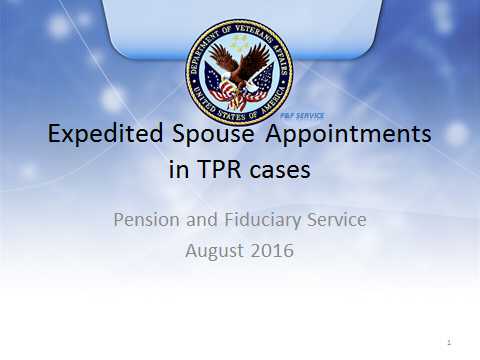 DEPARTMENT OF VETERANS AFFAIRS
UNITED STATES OF AMERICA
P&F SERVICE
Expedited Spouse Appointments
in TPR cases
Pension and Fiduciary Service
August 2016
1